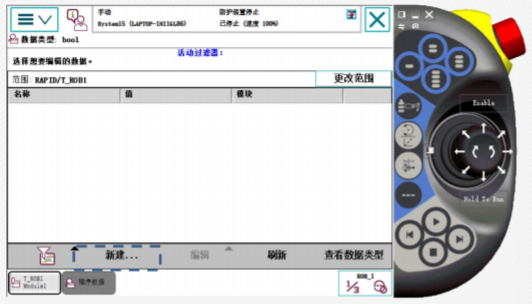 手动
System15 (LAPTOP-INI1GL86)
防护装置停止
已停止 (速度 100%)
数据类型: bool
活动过滤器:
选择想要编辑的数据。
范围: RAPID/T_ROB1
更改范围
名称 值 模块
新建... 编辑 刷新 查看数据类型
T_ROB1
Module1
程序数据
ROB_1
1/3
Enable
Hold To Run